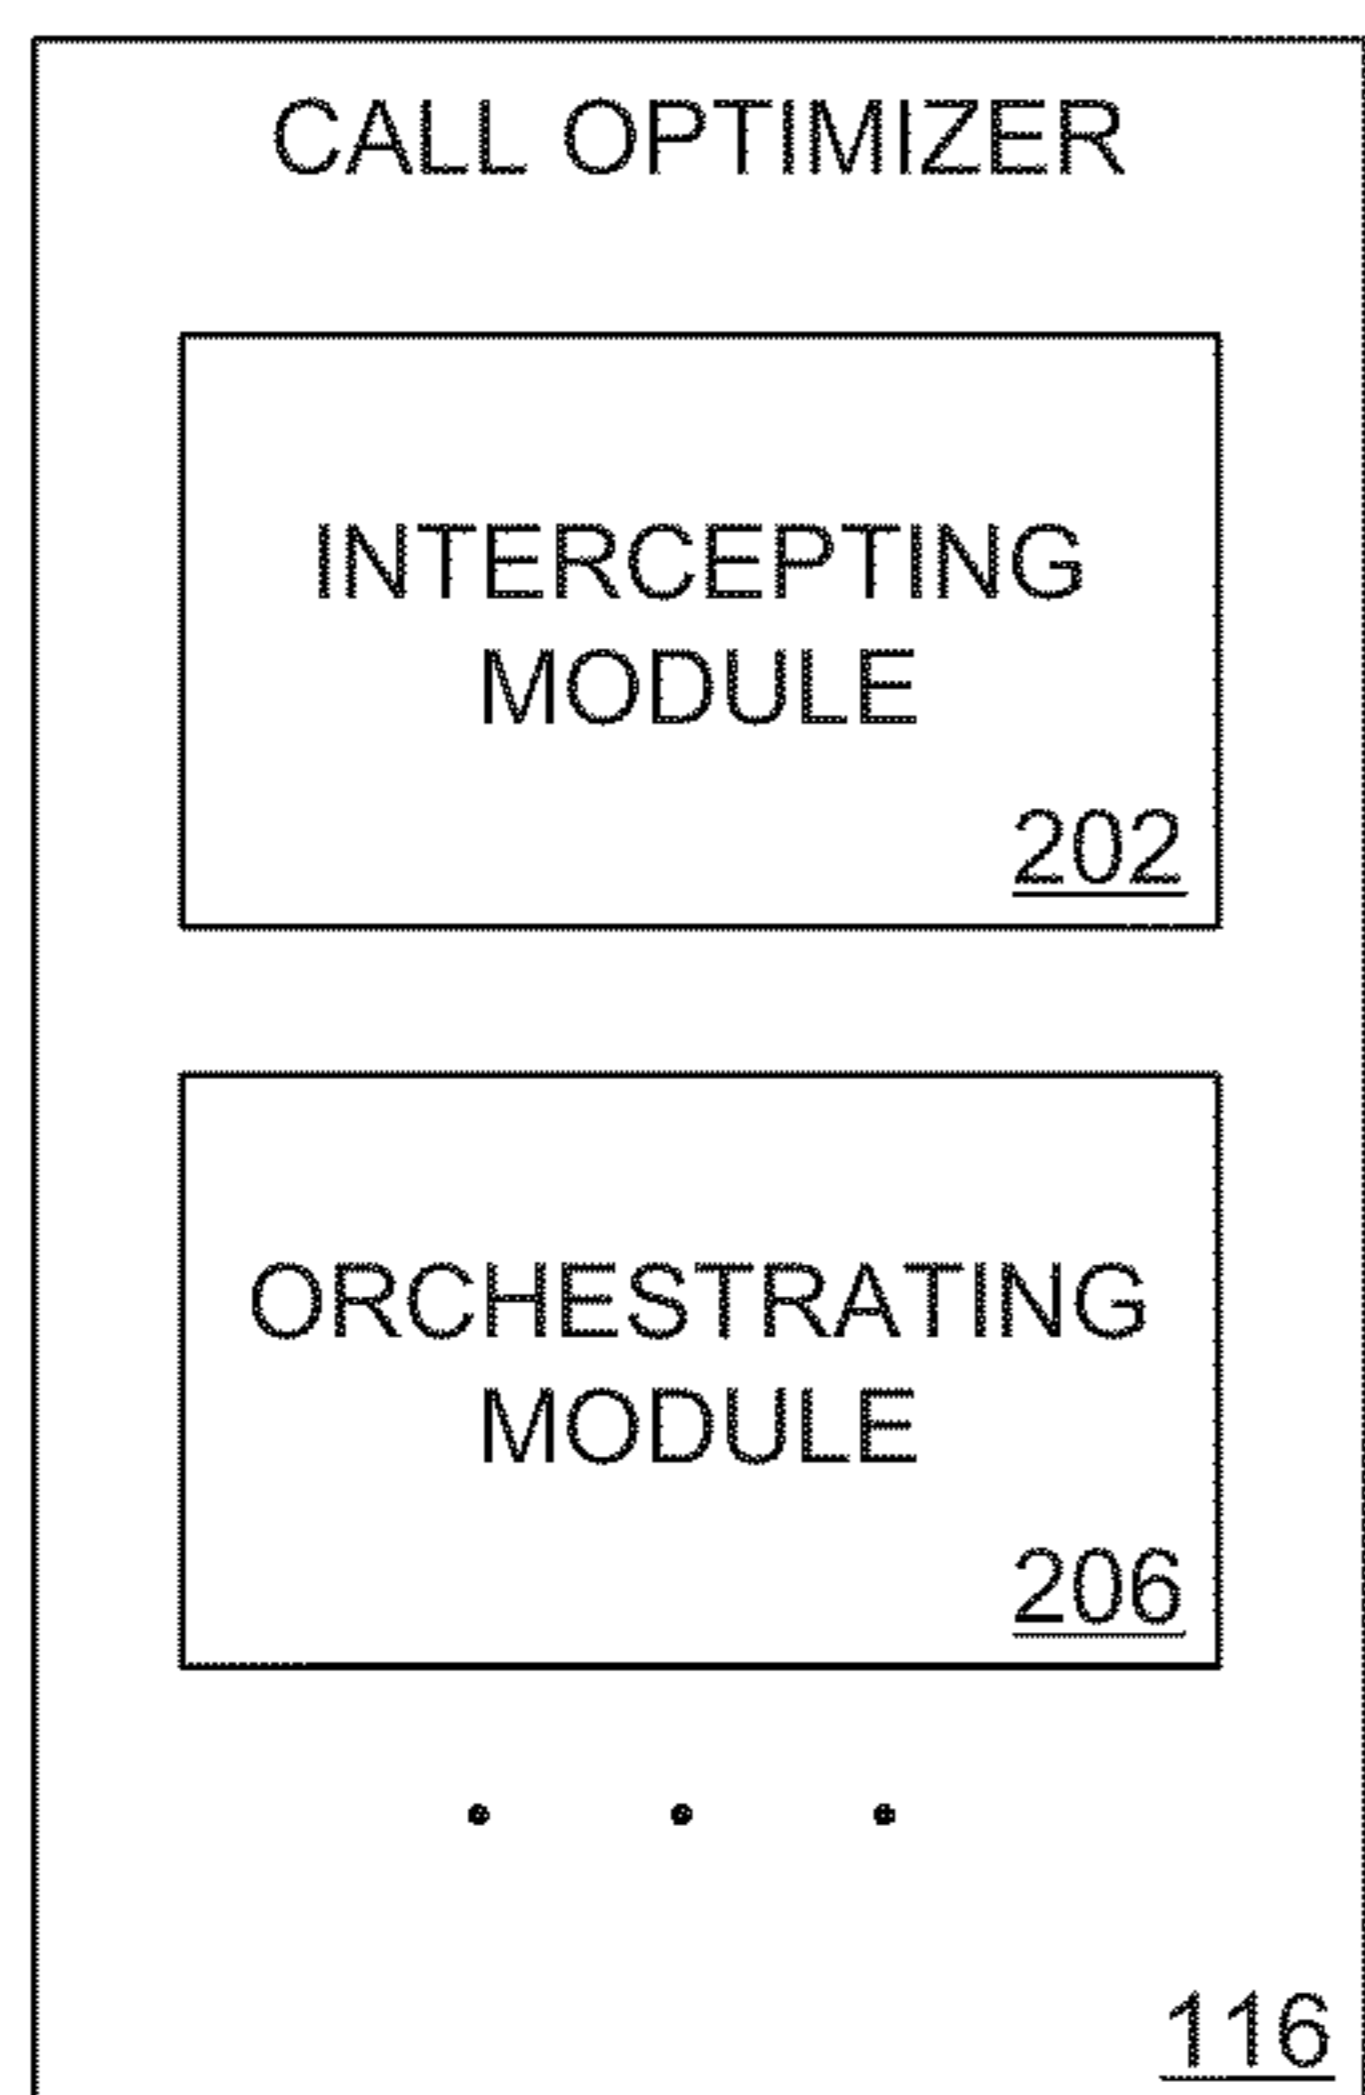 CALL OPTIMIZER
INTERCEPTING
MODULE
202
ORCHESTRATING
MODULE
206
. . .
116